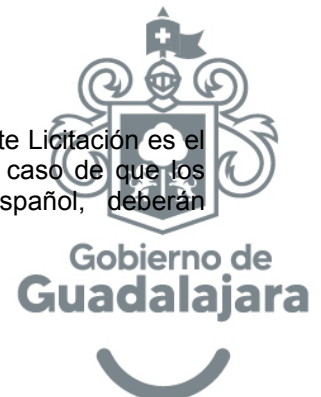 te Licitación es el
caso de que los
spañol, deberán
Gobierno de
Guadalajara